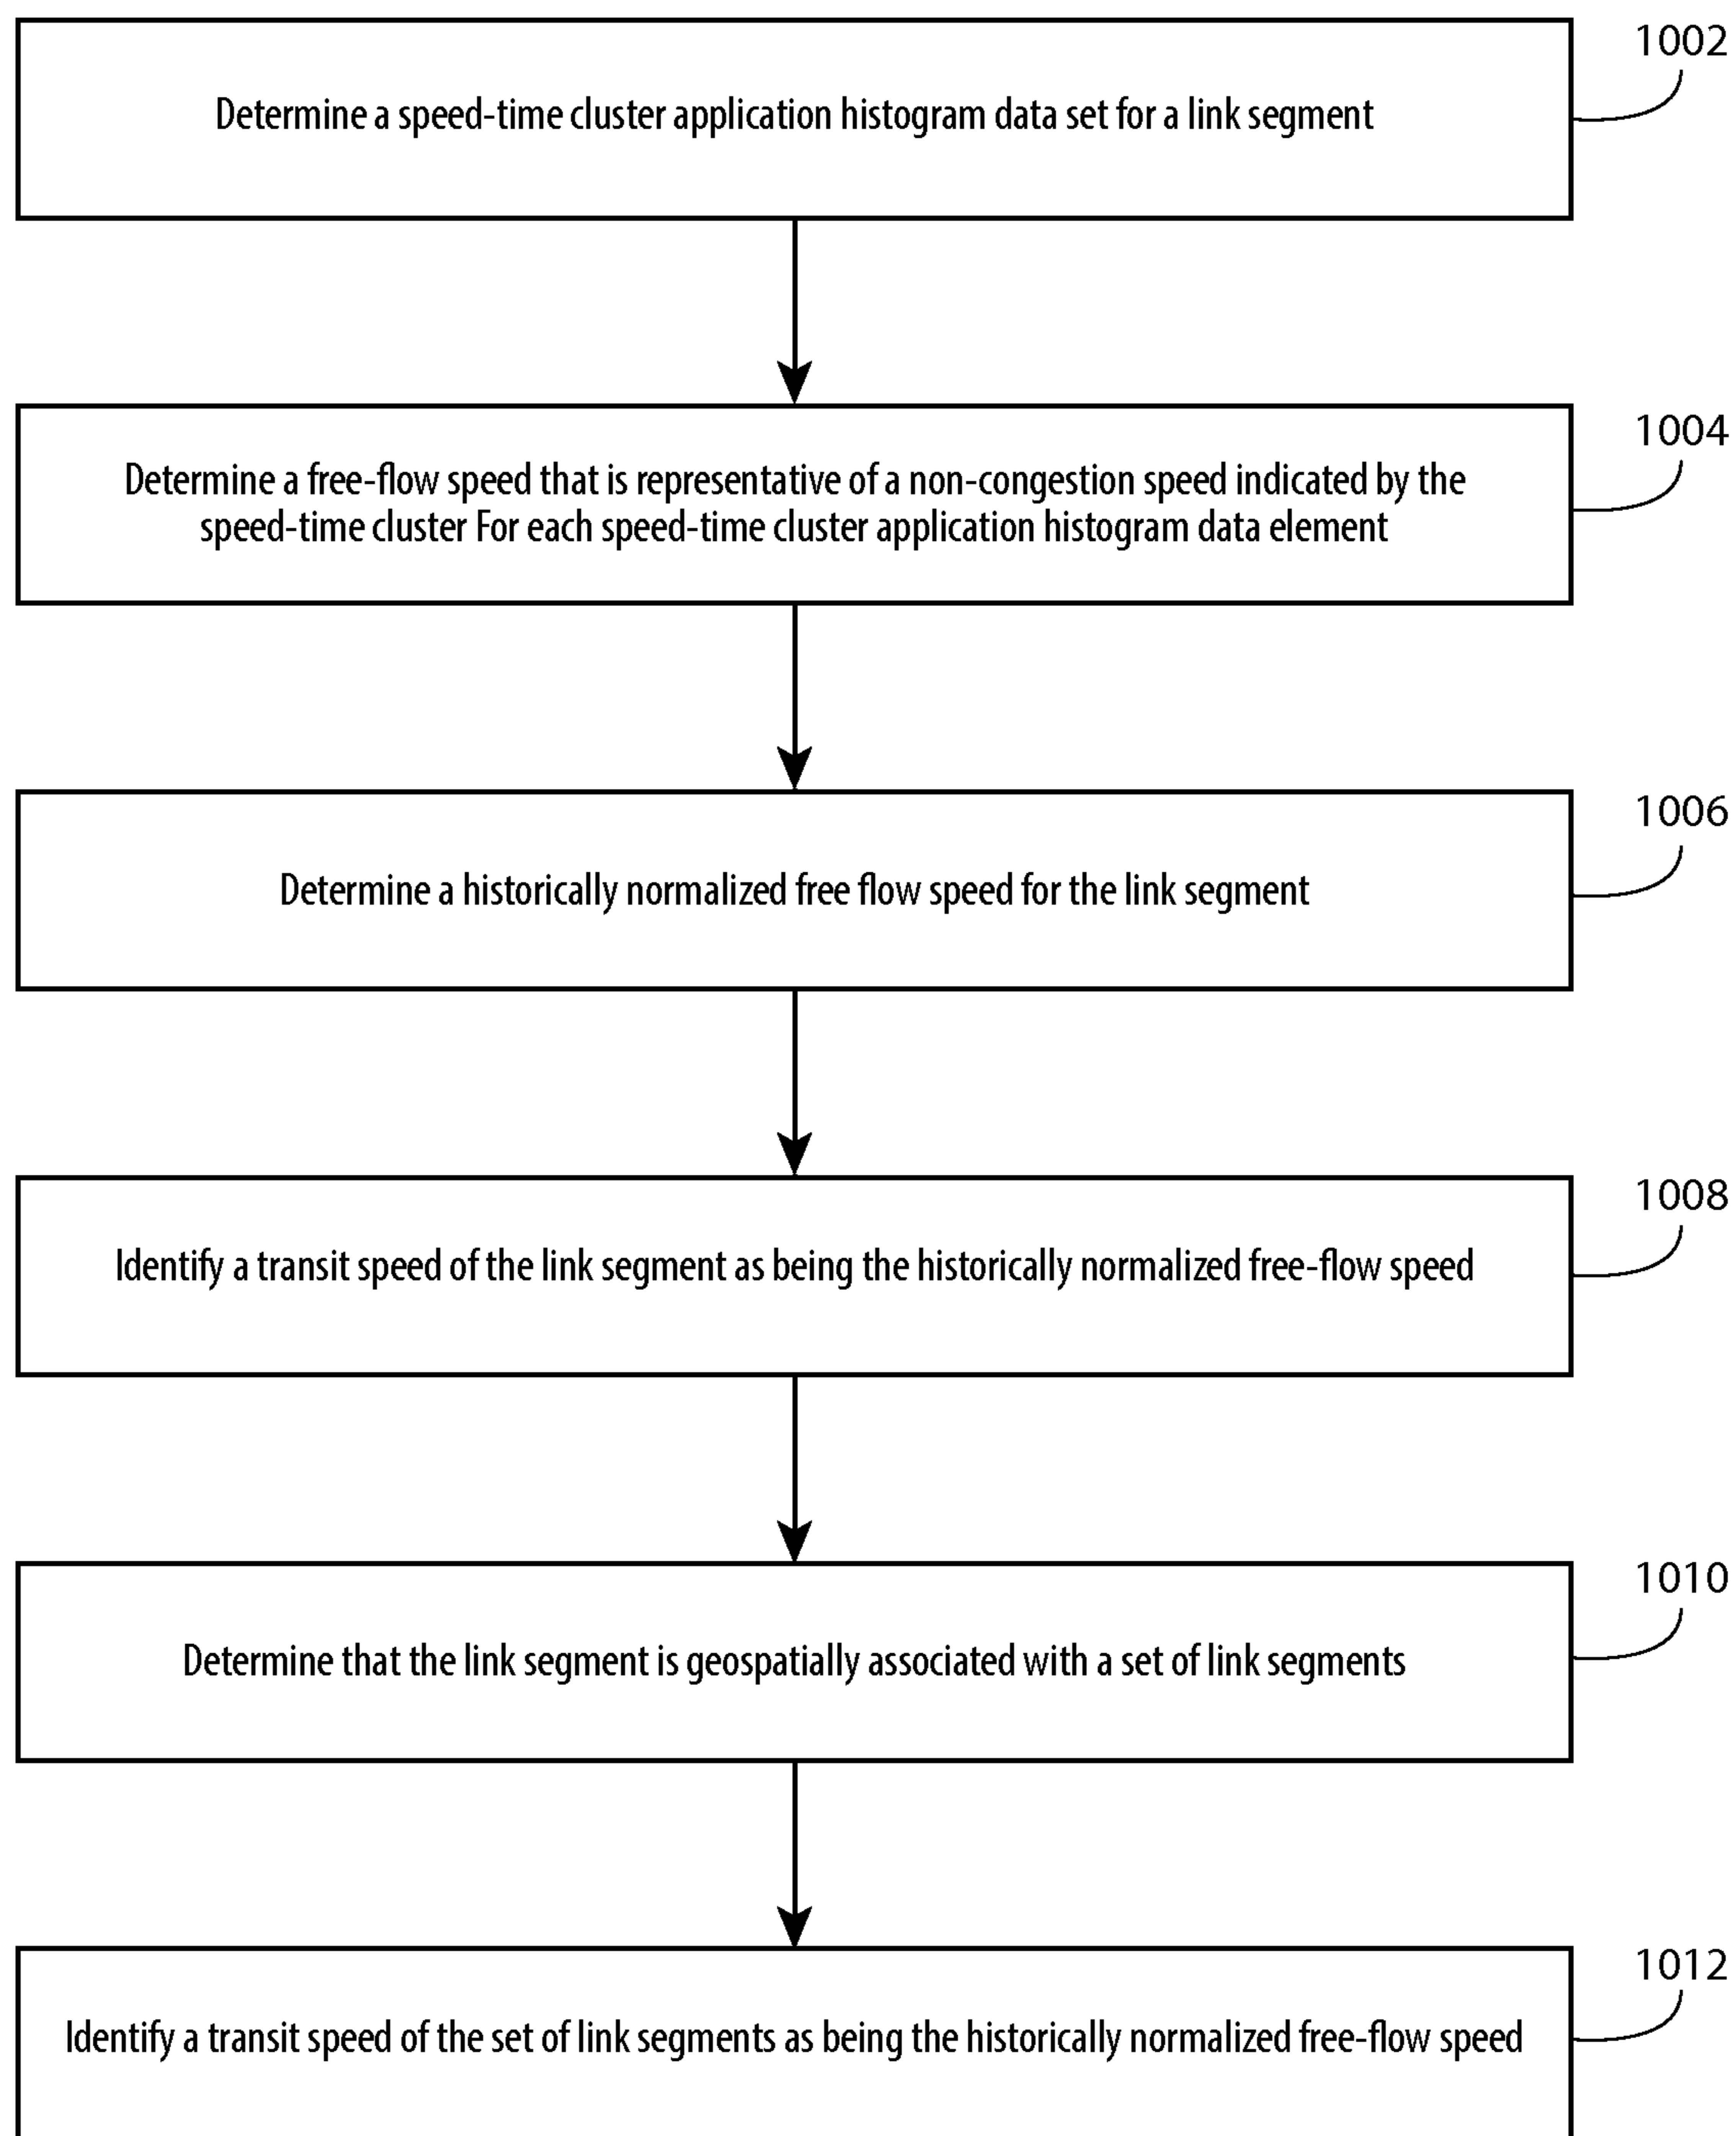 1002
Determine a speed-time cluster application histogram data set for a link segment
1004
Determine a free-flow speed that is representative of a non-congestion speed indicated by the
speed-time cluster For each speed-time cluster application histogram data element
1006
Determine a historically normalized free flow speed for the link segment
1008
Identify a transit speed of the link segment as being the historically normalized free-flow speed
1010
Determine that the link segment is geospatially associated with a set of link segments
1012
Identify a transit speed of the set of link segments as being the historically normalized free-flow speed